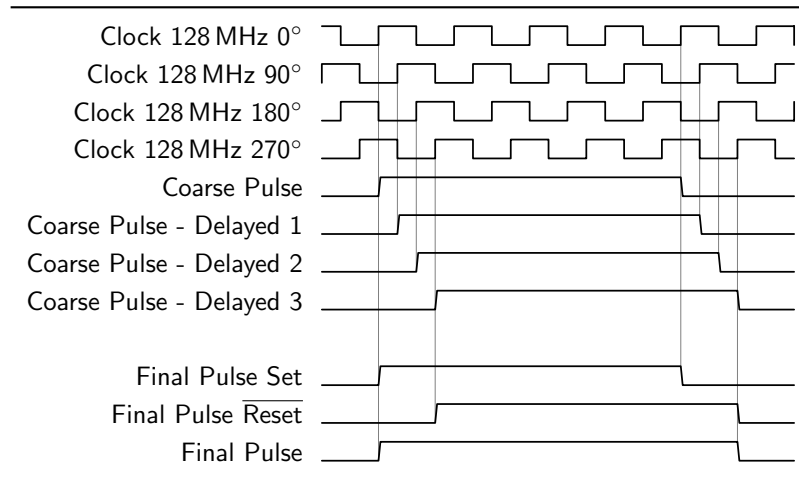 Clock 128 MHz 0°
Clock 128 MHz 90°
Clock 128 MHz 180°
Clock 128 MHz 270°
Coarse Pulse
Coarse Pulse - Delayed 1
Coarse Pulse - Delayed 2
Coarse Pulse - Delayed 3
Final Pulse Set
Final Pulse Reset
Final Pulse